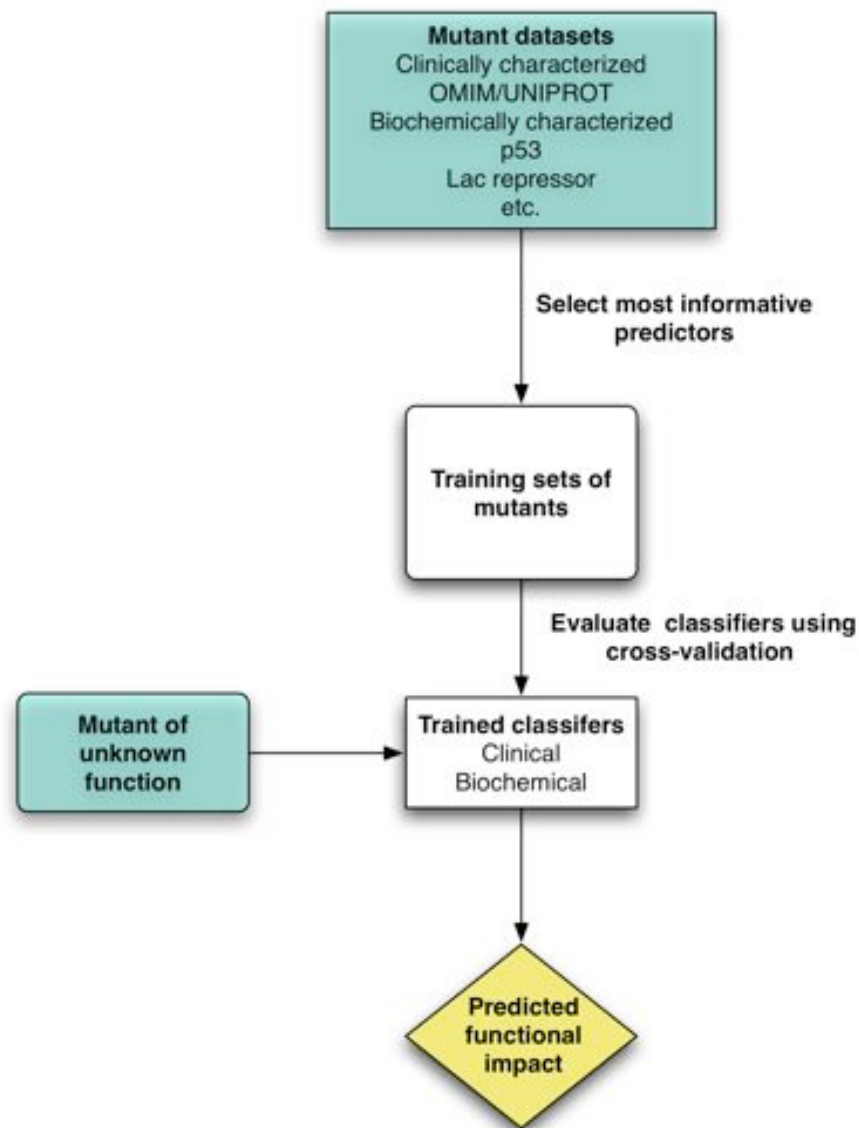 Mutant datasets
Clinically characterized
OMIM/UNIPROT
Biochemically characterized
p53
Lac repressor
etc.
Select most informative
predictors
Training sets of
mutants
Evaluate classifiers using
cross-validation
Mutant of
unknown
function
Trained classifers
Clinical
Biochemical
Predicted
functional
impact